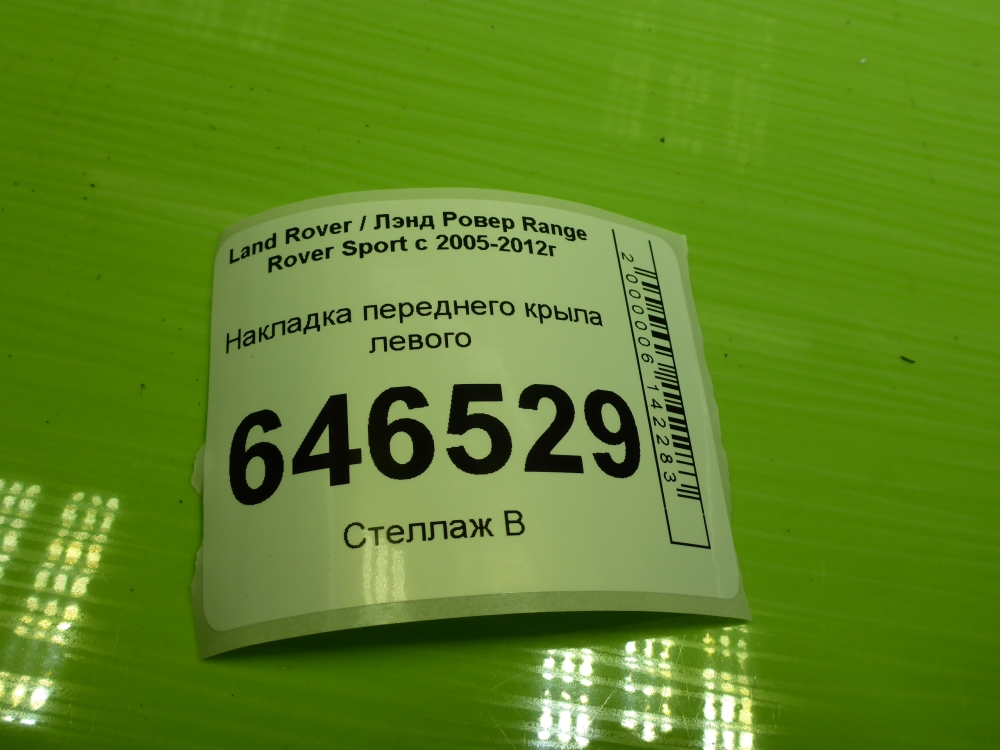 Land Rover / Лэнд Ровер Range
Rover Sport с 2005-2012г
Накладка переднего крыла
левого
646529
Стеллаж В
2000006142283